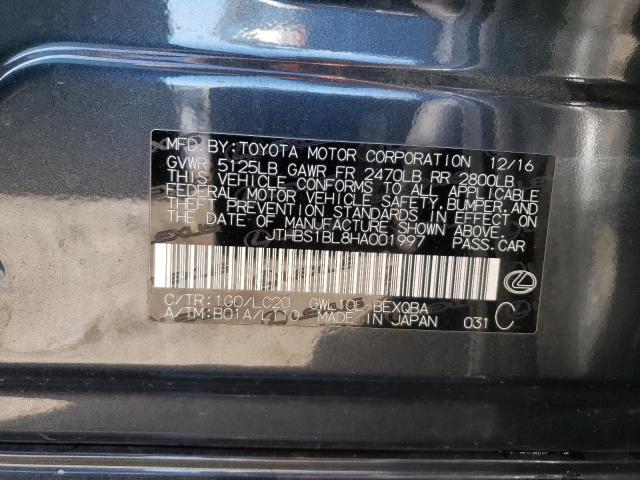 MFD. BY: TOYOTA MOTOR CORPORATION 12/16
GVWR 5125LB GAWR FR 2470LB RR 2800LB
THIS VEHICLE CONFORMS TO ALL APPLICABLE
FEDERAL MOTOR VEHICLE SAFETY, BUMPER, AND
THEFT PREVENTION STANDARDS IN EFFECT ON
THE DATE OF MANUFACTURE SHOWN ABOVE.
JTHBS1BL8HA001997 PASS.CAR
C/TR: 1G0/LC20 GWL10L BEXQBA
A/TM: B01A/L110 MADE IN JAPAN 031 C